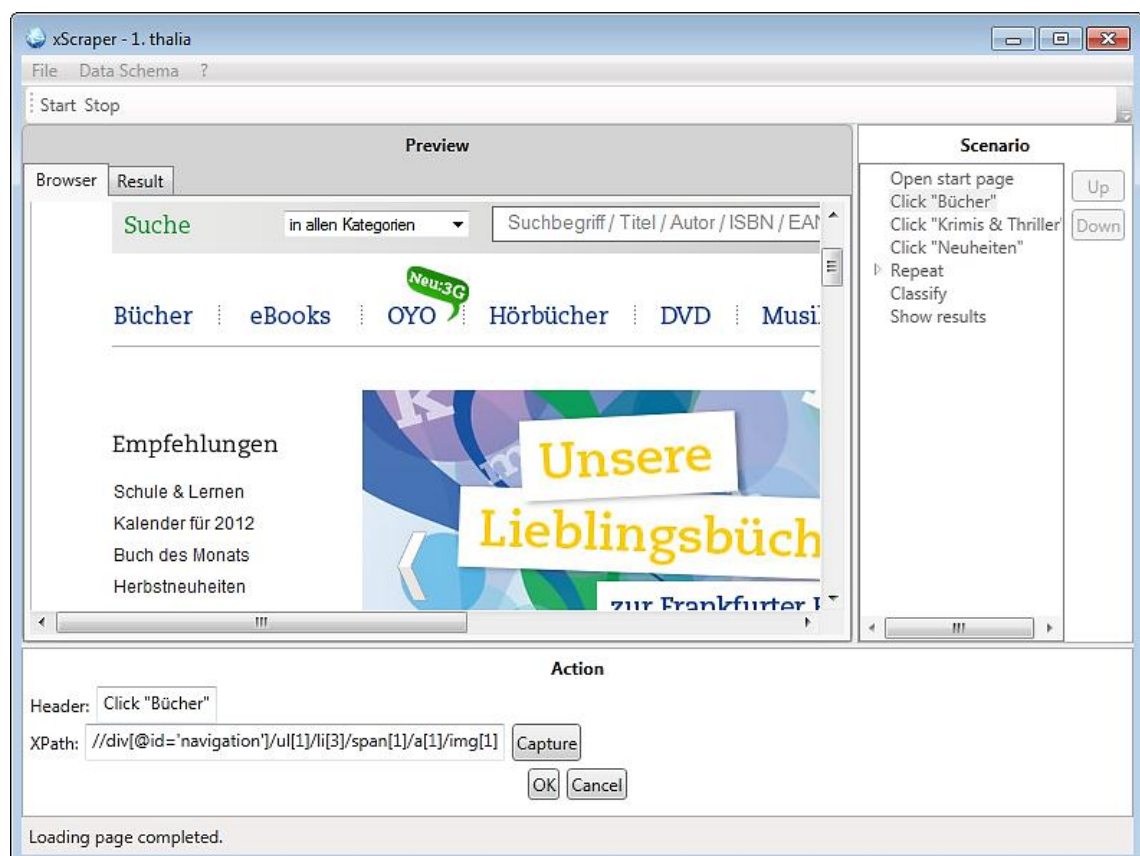 xScraper - 1. thalia
File Data Schema ?
Start Stop
Preview
Browser Result
Suche in allen Kategorien Suchbegriff / Titel / Autor / ISBN / EAN
Neu:3G
Bücher eBooks OYO Hörbücher DVD Musi
Empfehlungen
Schule & Lernen
Kalender für 2012
Buch des Monats
Herbstneuheiten
Unsere
Lieblingsbüch
zur Frankfurter
Scenario
Open start page
Click "Bücher"
Click "Krimis & Thriller"
Click "Neuheiten"
Repeat
Classify
Show results
Up
Down
Action
Header: Click "Bücher"
XPath: //div[@id='navigation']/ul[1]/li[3]/span[1]/a[1]/img[1] Capture
OK Cancel
Loading page completed.